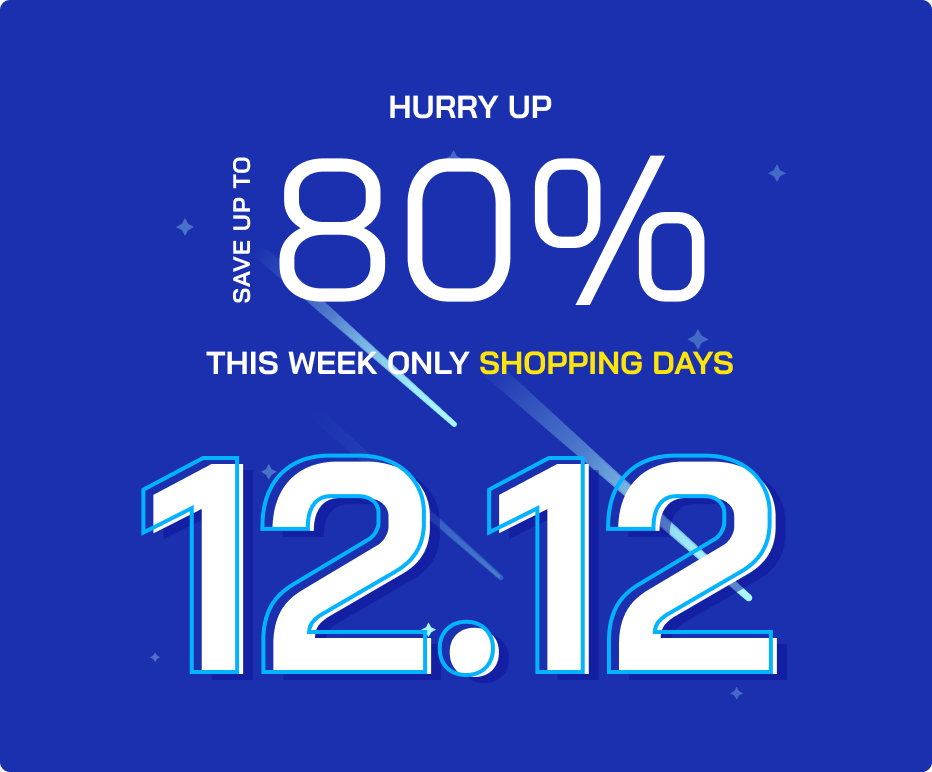 HURRY UP
SAVE UP TO
80%
THIS WEEK ONLY SHOPPING DAYS
12.12